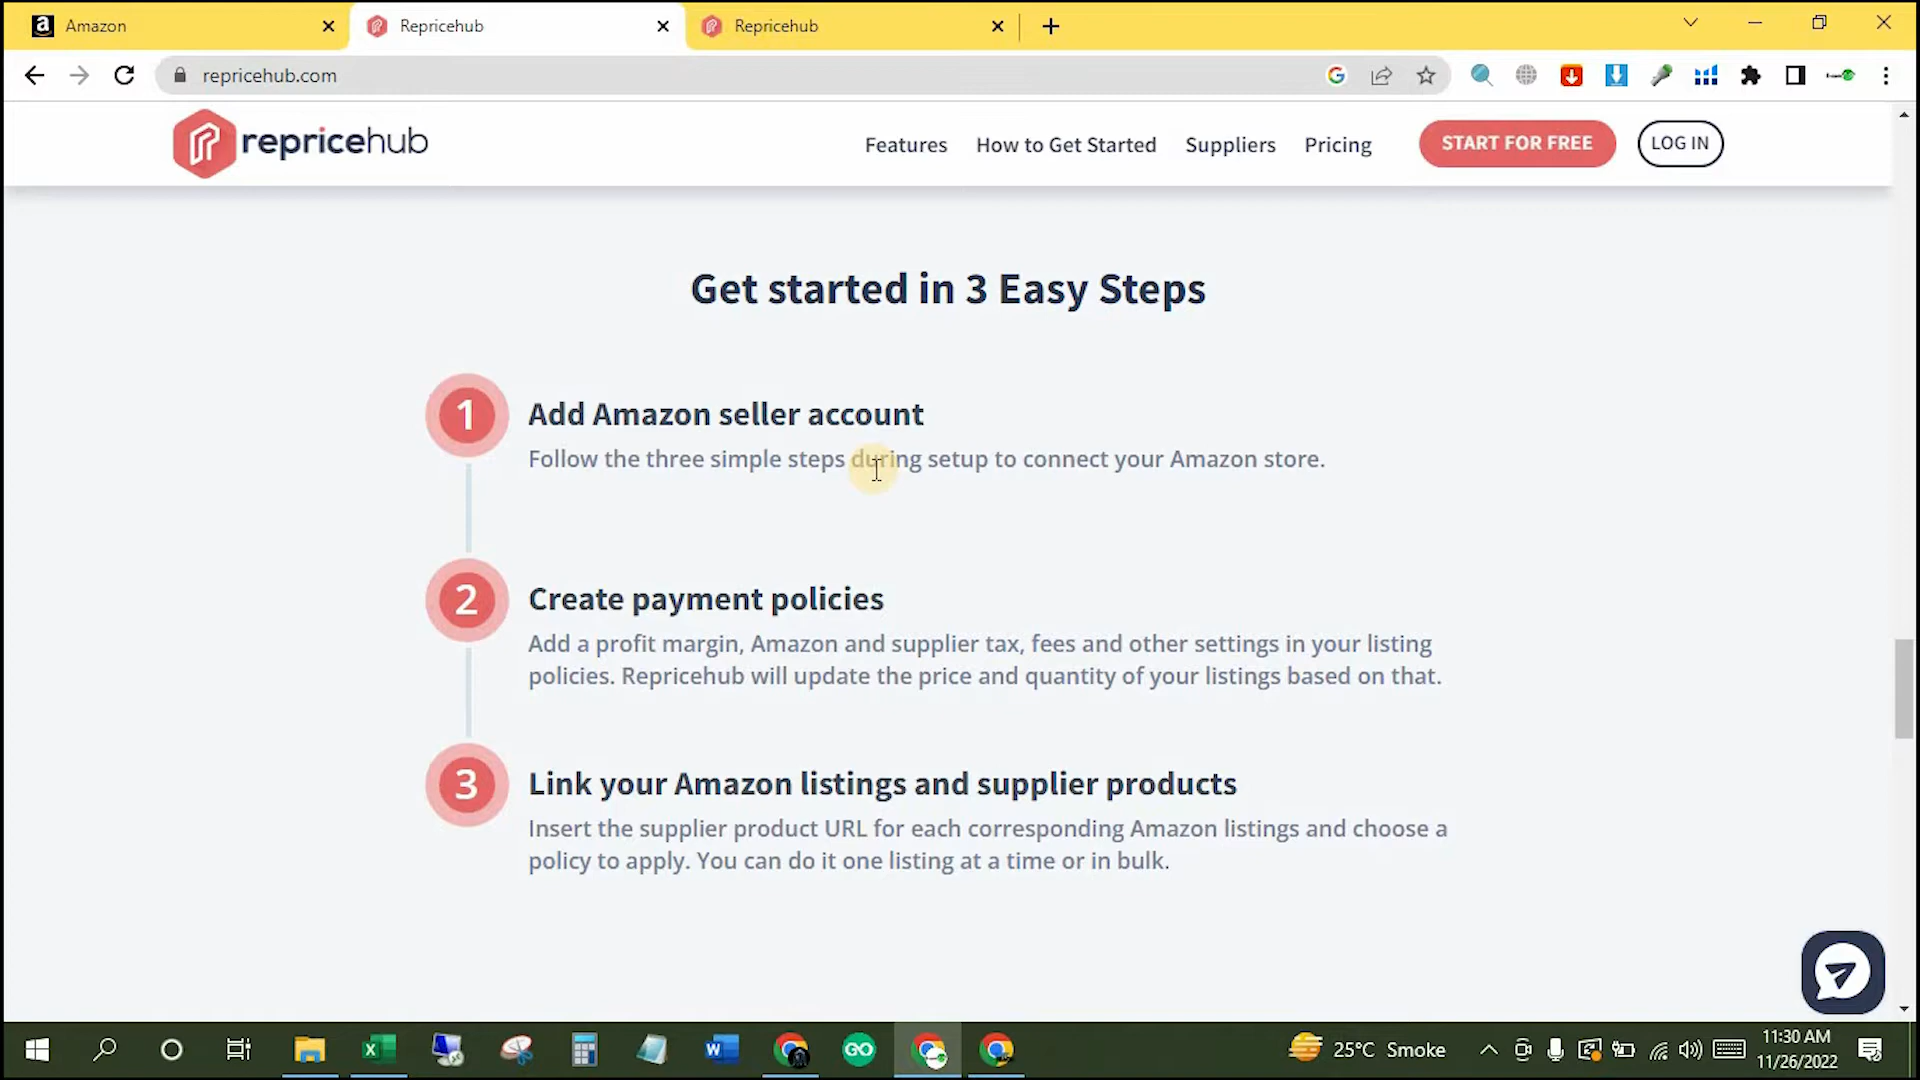 Amazon
Repricehub
Repricehub
repricehub.com
repricehub
Features
How to Get Started
Suppliers
Pricing
START FOR FREE
LOG IN
Get started in 3 Easy Steps
1
Add Amazon seller account
Follow the three simple steps during setup to connect your Amazon store.
2
Create payment policies
Add a profit margin, Amazon and supplier tax, fees and other settings in your listing
policies. Repricehub will update the price and quantity of your listings based on that.
3
Link your Amazon listings and supplier products
Insert the supplier product URL for each corresponding Amazon listings and choose a
policy to apply. You can do it one listing at a time or in bulk.
25°C Smoke
11:30 AM
11/26/2022